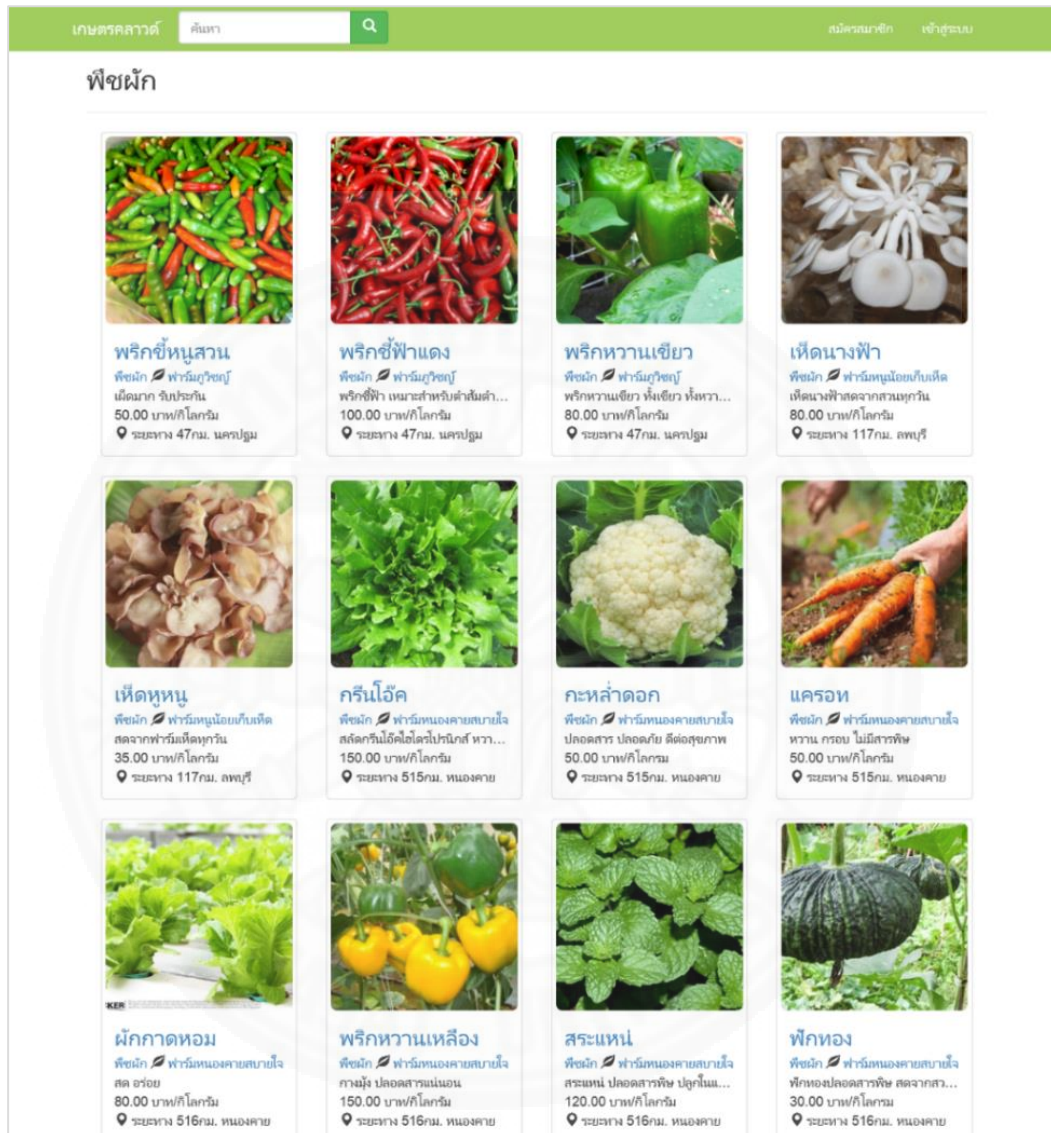 เกษตรคลาวด์ ค้นหา สมัครสมาชิก เข้าสู่ระบบ
พืชผัก
พริกขี้หนูสวน
พืชผัก ฟาร์มภูวิชญ์
เผ็ดมาก รับประกัน
50.00 บาท/กิโลกรัม
ระยะทาง 47กม. นครปฐม
พริกชี้ฟ้าแดง
พืชผัก ฟาร์มภูวิชญ์
พริกชี้ฟ้า เหมาะสำหรับตำส้มตำ...
100.00 บาท/กิโลกรัม
ระยะทาง 47กม. นครปฐม
พริกหวานเขียว
พืชผัก ฟาร์มภูวิชญ์
พริกหวานเขียว ทั้งเขียว ทั้งหวา...
80.00 บาท/กิโลกรัม
ระยะทาง 47กม. นครปฐม
เห็ดนางฟ้า
พืชผัก ฟาร์มหนูน้อยเก็บเห็ด
เห็ดนางฟ้าสดจากสวนทุกวัน
80.00 บาท/กิโลกรัม
ระยะทาง 117กม. ลพบุรี
เห็ดหูหนู
พืชผัก ฟาร์มหนูน้อยเก็บเห็ด
สดจากฟาร์มเห็ดทุกวัน
35.00 บาท/กิโลกรัม
ระยะทาง 117กม. ลพบุรี
กรีนโอ๊ค
พืชผัก ฟาร์มหนองคายสบายใจ
สลัดกรีนโอ๊คไฮโดรโปรนิกส์ หวา...
150.00 บาท/กิโลกรัม
ระยะทาง 515กม. หนองคาย
กะหล่ำดอก
พืชผัก ฟาร์มหนองคายสบายใจ
ปลอดสาร ปลอดภัย ดีต่อสุขภาพ
50.00 บาท/กิโลกรัม
ระยะทาง 515กม. หนองคาย
แครอท
พืชผัก ฟาร์มหนองคายสบายใจ
หวาน กรอบ ไม่มีสารพิษ
50.00 บาท/กิโลกรัม
ระยะทาง 515กม. หนองคาย
ผักกาดหอม
พืชผัก ฟาร์มหนองคายสบายใจ
สด อร่อย
80.00 บาท/กิโลกรัม
ระยะทาง 516กม. หนองคาย
พริกหวานเหลือง
พืชผัก ฟาร์มหนองคายสบายใจ
กางมุ้ง ปลอดสารแน่นอน
150.00 บาท/กิโลกรัม
ระยะทาง 516กม. หนองคาย
สระแหน่
พืชผัก ฟาร์มหนองคายสบายใจ
สระแหน่ ปลอดสารพิษ ปลูกในแ...
120.00 บาท/กิโลกรัม
ระยะทาง 516กม. หนองคาย
ฟักทอง
พืชผัก ฟาร์มหนองคายสบายใจ
ฟักทองปลอดสารพิษ สดจากสว...
30.00 บาท/กิโลกรัม
ระยะทาง 516กม. หนองคาย